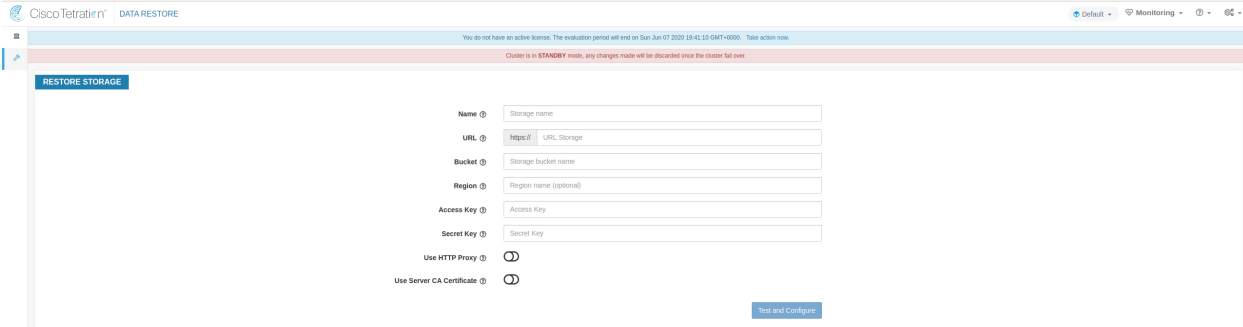 Cisco Tetration DATA RESTORE Default Monitoring
You do not have an active license. The evaluation period will end on Sun Jun 07 2020 19:41:10 GMT+0000. Take action now.
Cluster is in STANDBY mode, any changes made will be discarded once the cluster fail over.
RESTORE STORAGE
Name Storage name
URL https:// URL Storage
Bucket Storage bucket name
Region Region name (optional)
Access Key Access Key
Secret Key Secret Key
Use HTTP Proxy
Use Server CA Certificate
Test and Configure